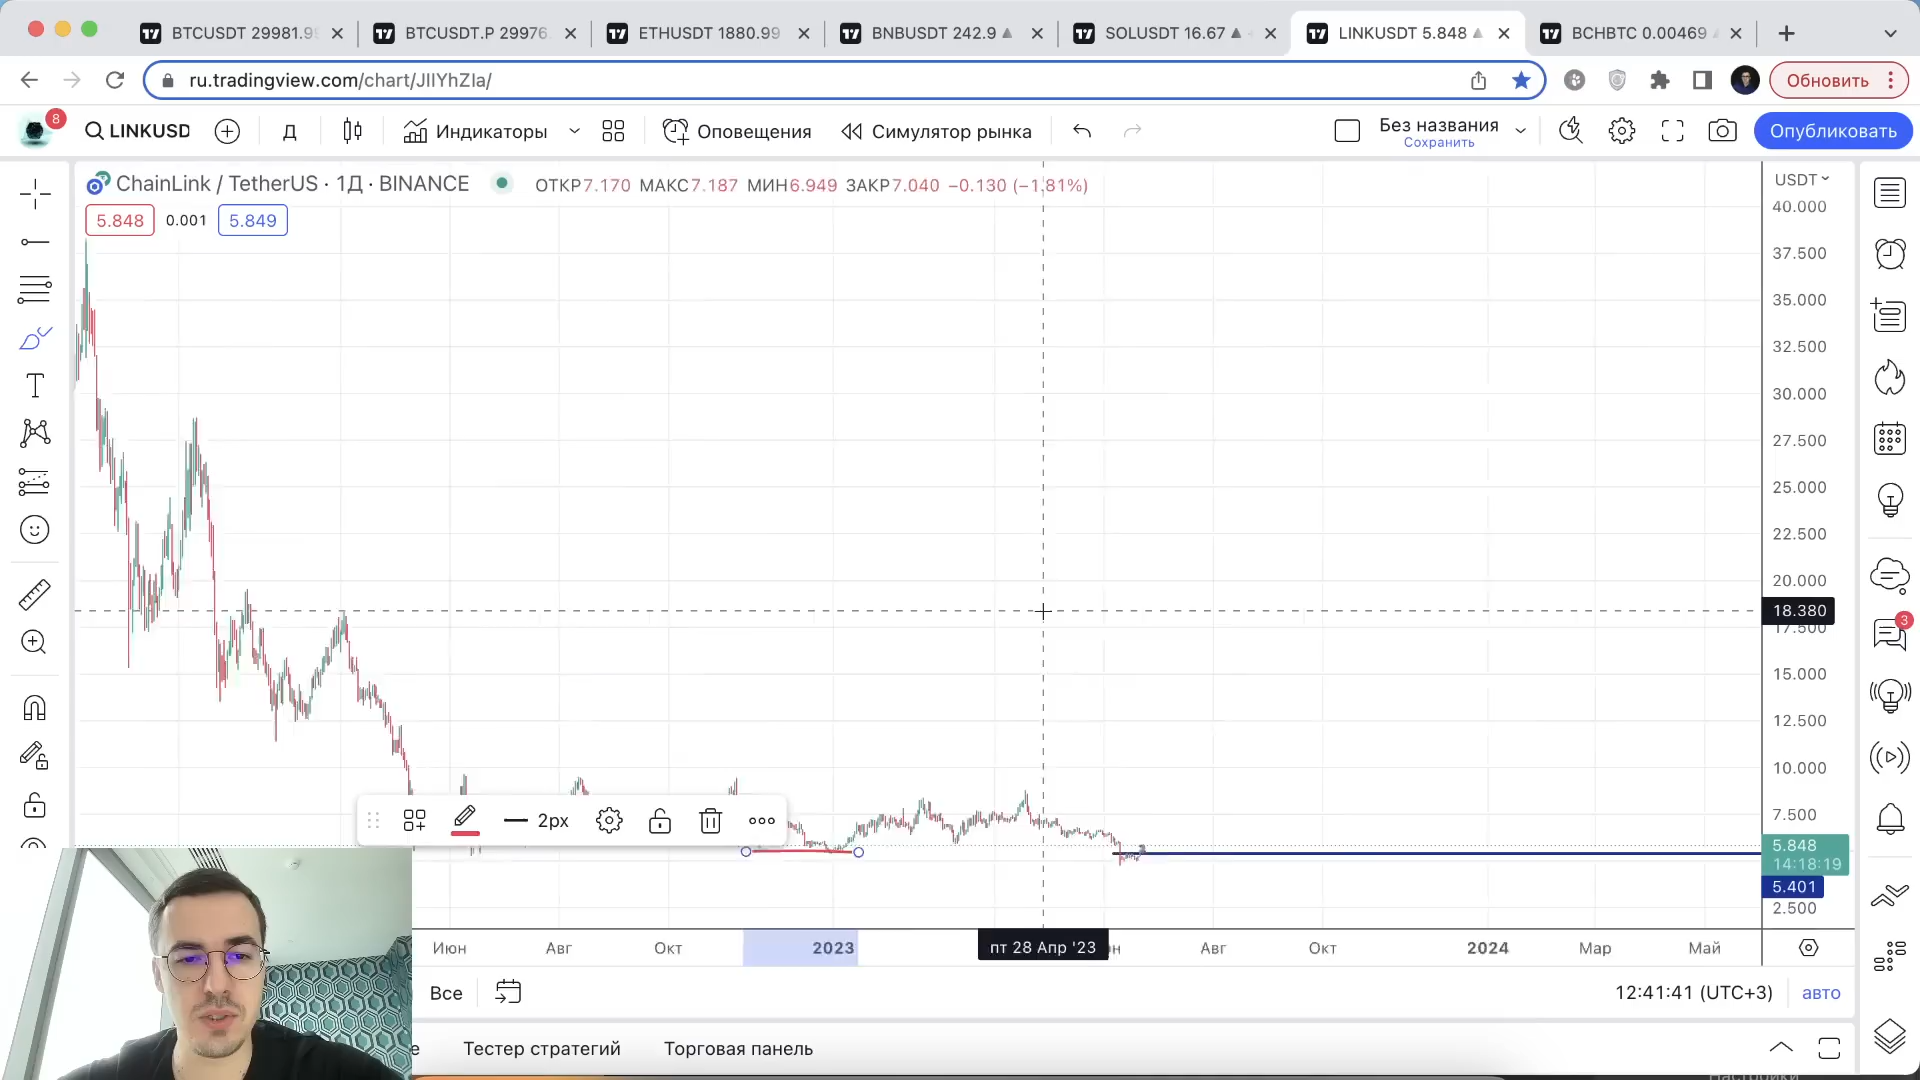 BTCUSDT 29981.9
BTCUSDT.P 29976
ETHUSDT 1880.99
BNBUSDT 242.9
SOLUSDT 16.67
LINKUSDT 5.848
BCHBTC 0.00469
ru.tradingview.com/chart/JIIYhZIa/
Обновить
8
LINKUSD
Д
Индикаторы
Оповещения
Симулятор рынка
Без названия
Сохранить
Опубликовать
ChainLink / TetherUS · 1Д · BINANCE
ОТКР7.170 МАКС7.187 МИН6.949 ЗАКР7.040 −0.130 (−1.81%)
USDT
5.848
0.001
5.849
40.000
37.500
35.000
32.500
30.000
27.500
25.000
22.500
20.000
18.380
17.500
15.000
12.500
10.000
7.500
5.848
14:18:19
5.401
2.500
3
2px
Июн
Авг
Окт
2023
пт 28 Апр '23
Авг
Окт
2024
Мар
Май
Все
12:41:41 (UTC+3)
авто
Тестер стратегий
Торговая панель